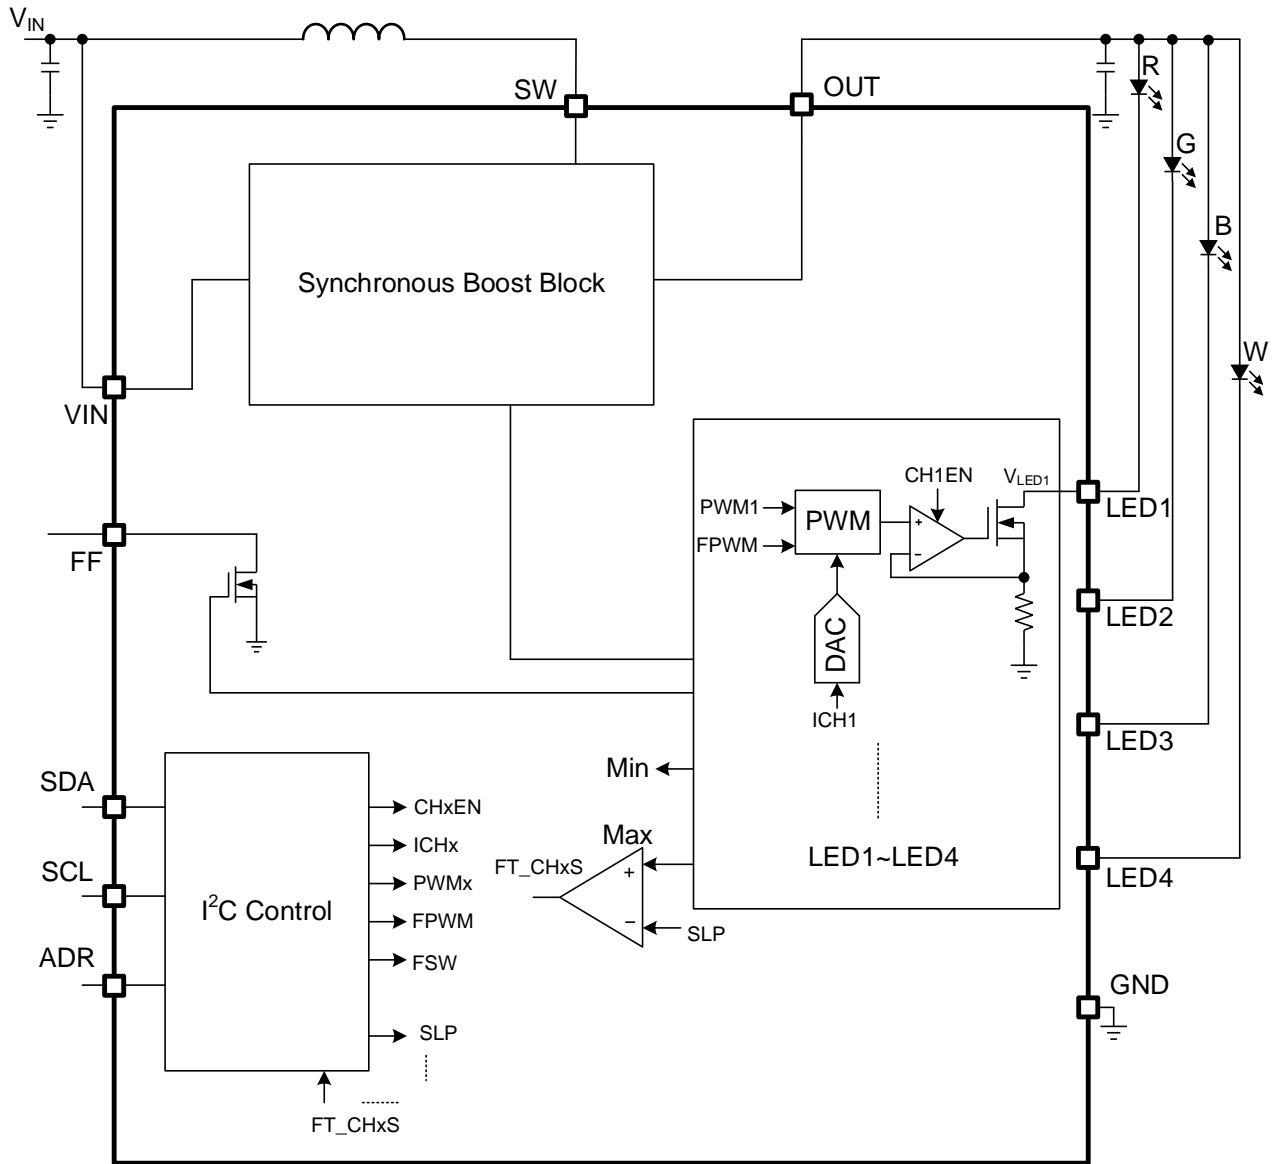 VIN
SW
OUT
R
G
B
W
Synchronous Boost Block
VIN
FF
CH1EN
VLED1
PWM1
FPWM
PWM
DAC
ICH1
LED1
LED2
LED3
LED4
LED1~LED4
Min
Max
FT_CHxS
+
−
SLP
SDA
SCL
ADR
I²C Control
CHxEN
ICHx
PWMx
FPWM
FSW
SLP
FT_CHxS
GND